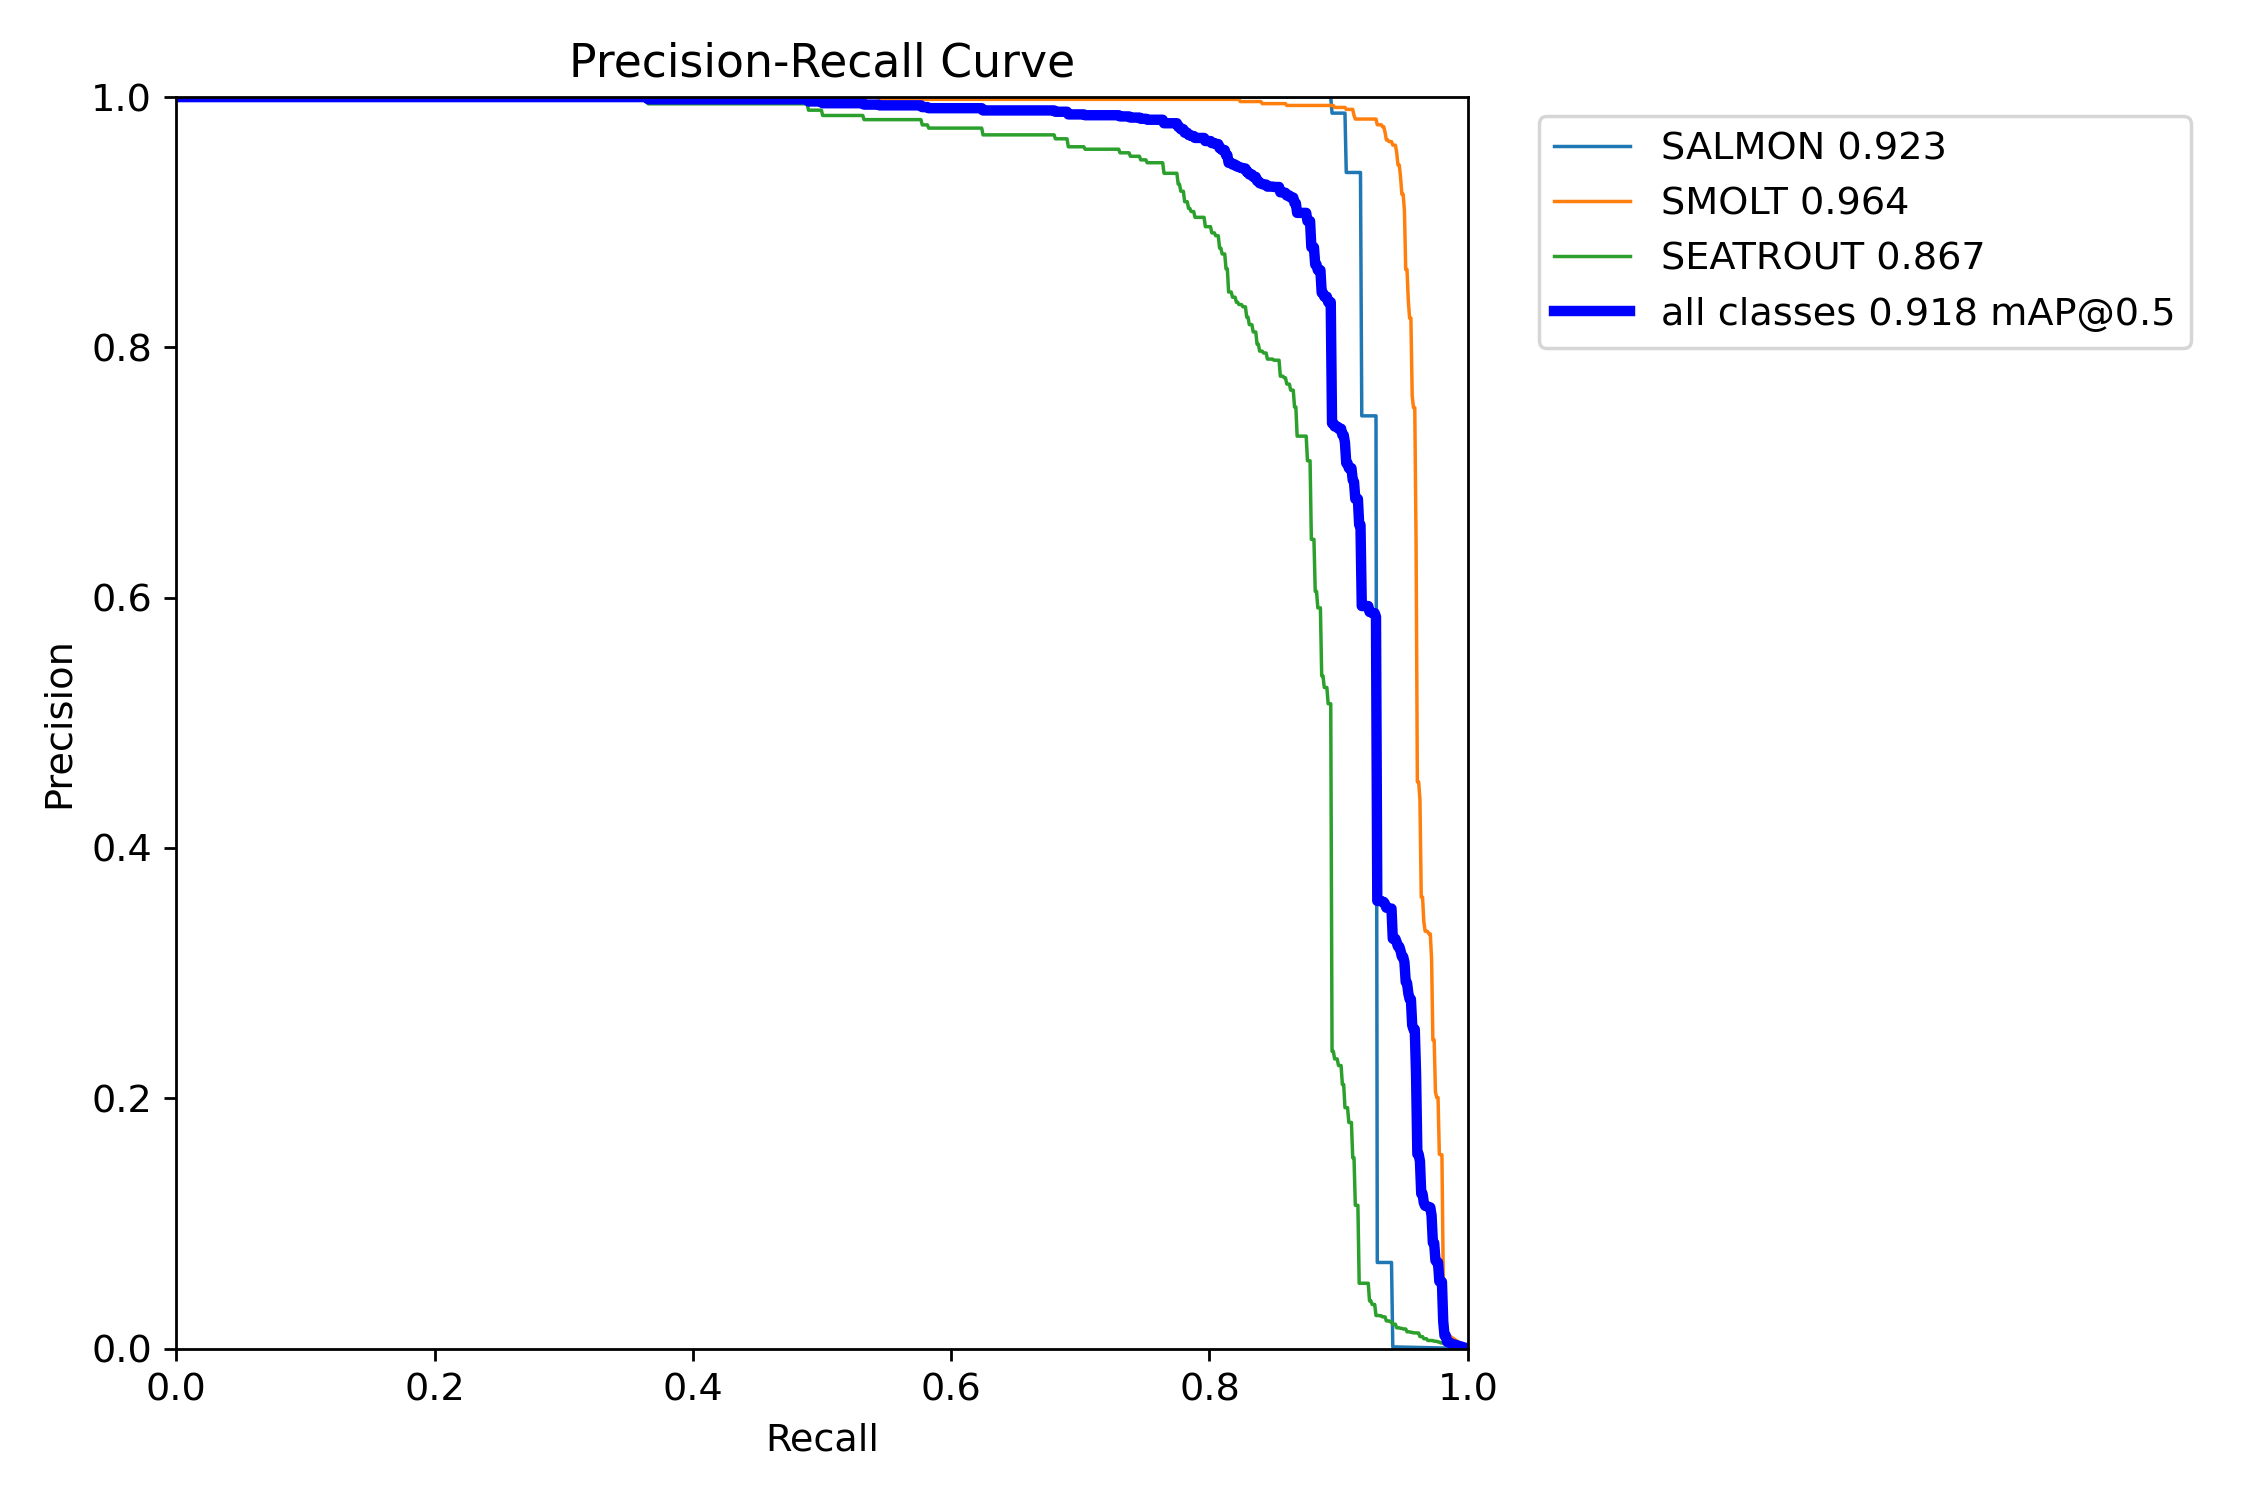 Precision-Recall Curve
1.0
0.8
0.6
0.4
0.2
0.0
Precision
0.0 0.2 0.4 0.6 0.8 1.0
Recall
SALMON 0.923
SMOLT 0.964
SEATROUT 0.867
all classes 0.918 mAP@0.5